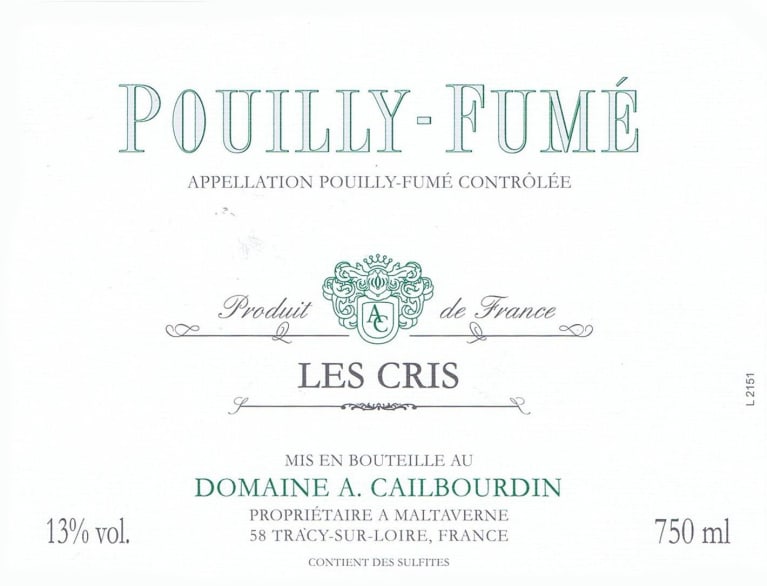 POUILLY-FUMÉ
APPELLATION POUILLY-FUMÉ CONTRÔLÉE
Produit de France
AC
LES CRIS
L 2151
MIS EN BOUTEILLE AU
DOMAINE A. CAILBOURDIN
PROPRIÉTAIRE A MALTAVERNE
58 TRACY-SUR-LOIRE, FRANCE
13% vol.
750 ml
CONTIENT DES SULFITES